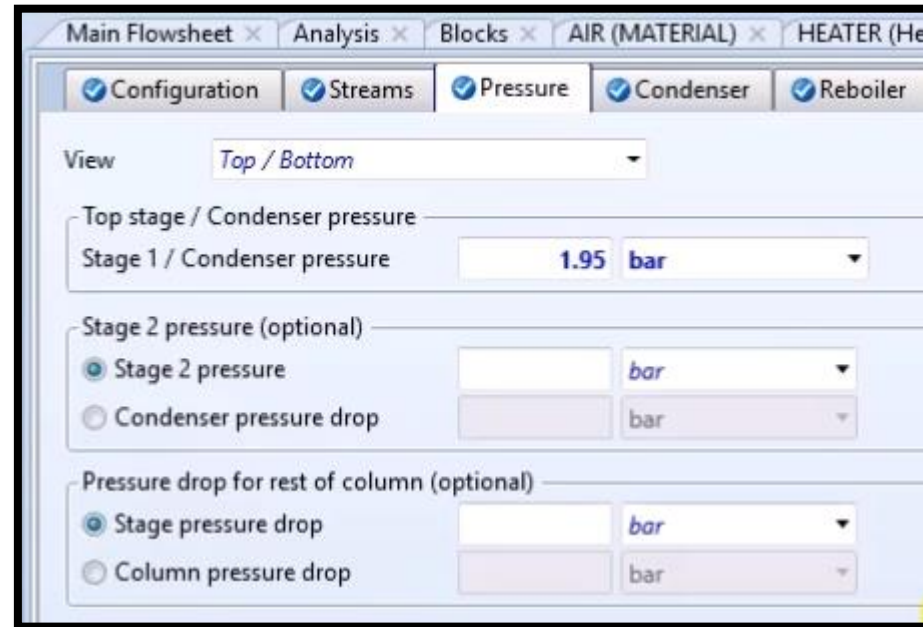 Main Flowsheet Analysis Blocks AIR (MATERIAL) HEATER (He
Configuration Streams Pressure Condenser Reboiler
View Top / Bottom
Top stage / Condenser pressure
Stage 1 / Condenser pressure 1.95 bar
Stage 2 pressure (optional)
Stage 2 pressure bar
Condenser pressure drop bar
Pressure drop for rest of column (optional)
Stage pressure drop bar
Column pressure drop bar